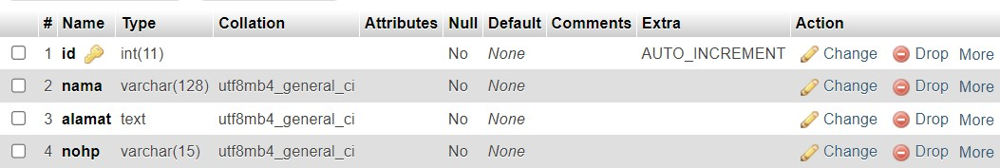 # Name Type Collation Attributes Null Default Comments Extra Action
1 id int(11) No None AUTO_INCREMENT Change Drop More
2 nama varchar(128) utf8mb4_general_ci No None Change Drop More
3 alamat text utf8mb4_general_ci No None Change Drop More
4 nohp varchar(15) utf8mb4_general_ci No None Change Drop More